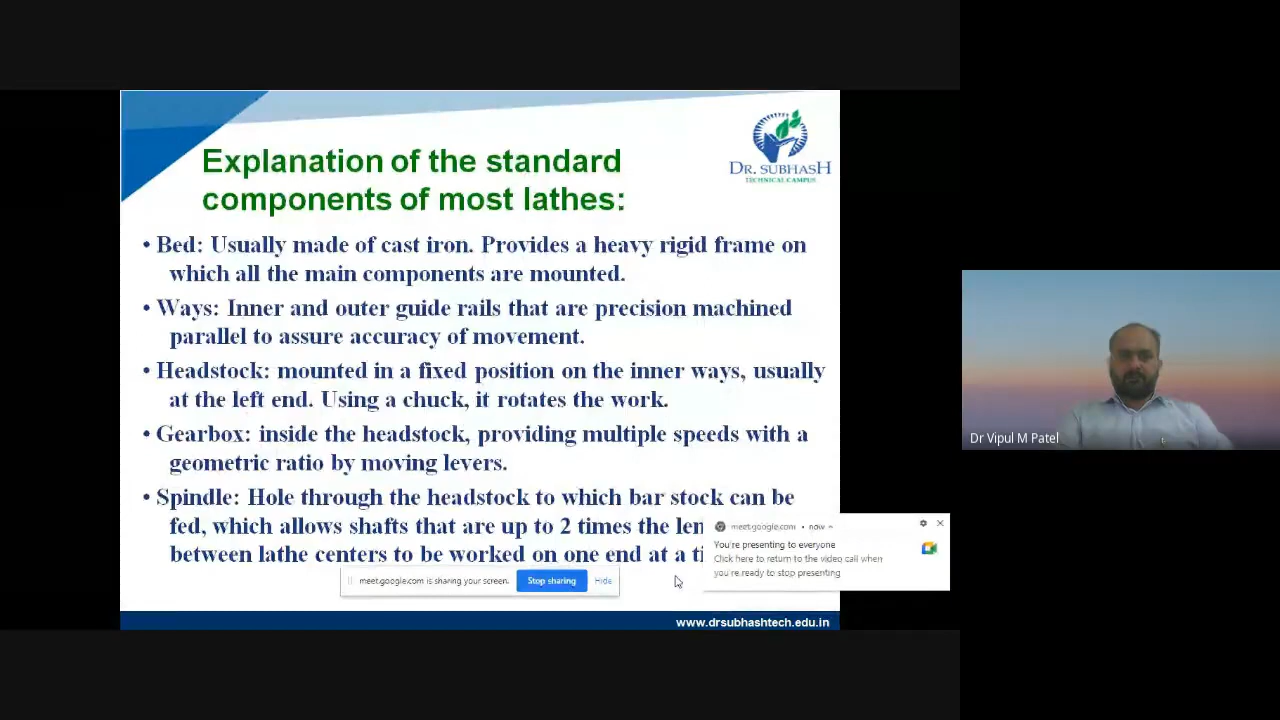 Explanation of the standard
components of most lathes:
DR. SUBHASH
TECHNICAL CAMPUS
• Bed: Usually made of cast iron. Provides a heavy rigid frame on
which all the main components are mounted.
• Ways: Inner and outer guide rails that are precision machined
parallel to assure accuracy of movement.
• Headstock: mounted in a fixed position on the inner ways, usually
at the left end. Using a chuck, it rotates the work.
• Gearbox: inside the headstock, providing multiple speeds with a
geometric ratio by moving levers.
• Spindle: Hole through the headstock to which bar stock can be
fed, which allows shafts that are up to 2 times the
between lathe centers to be worked on one end at a
meet.google.com • now
You're presenting to everyone
Click here to return to the video call when
you're ready to stop presenting
meet.google.com is sharing your screen.
Stop sharing
Hide
www.drsubhashtech.edu.in
Dr Vipul M Patel